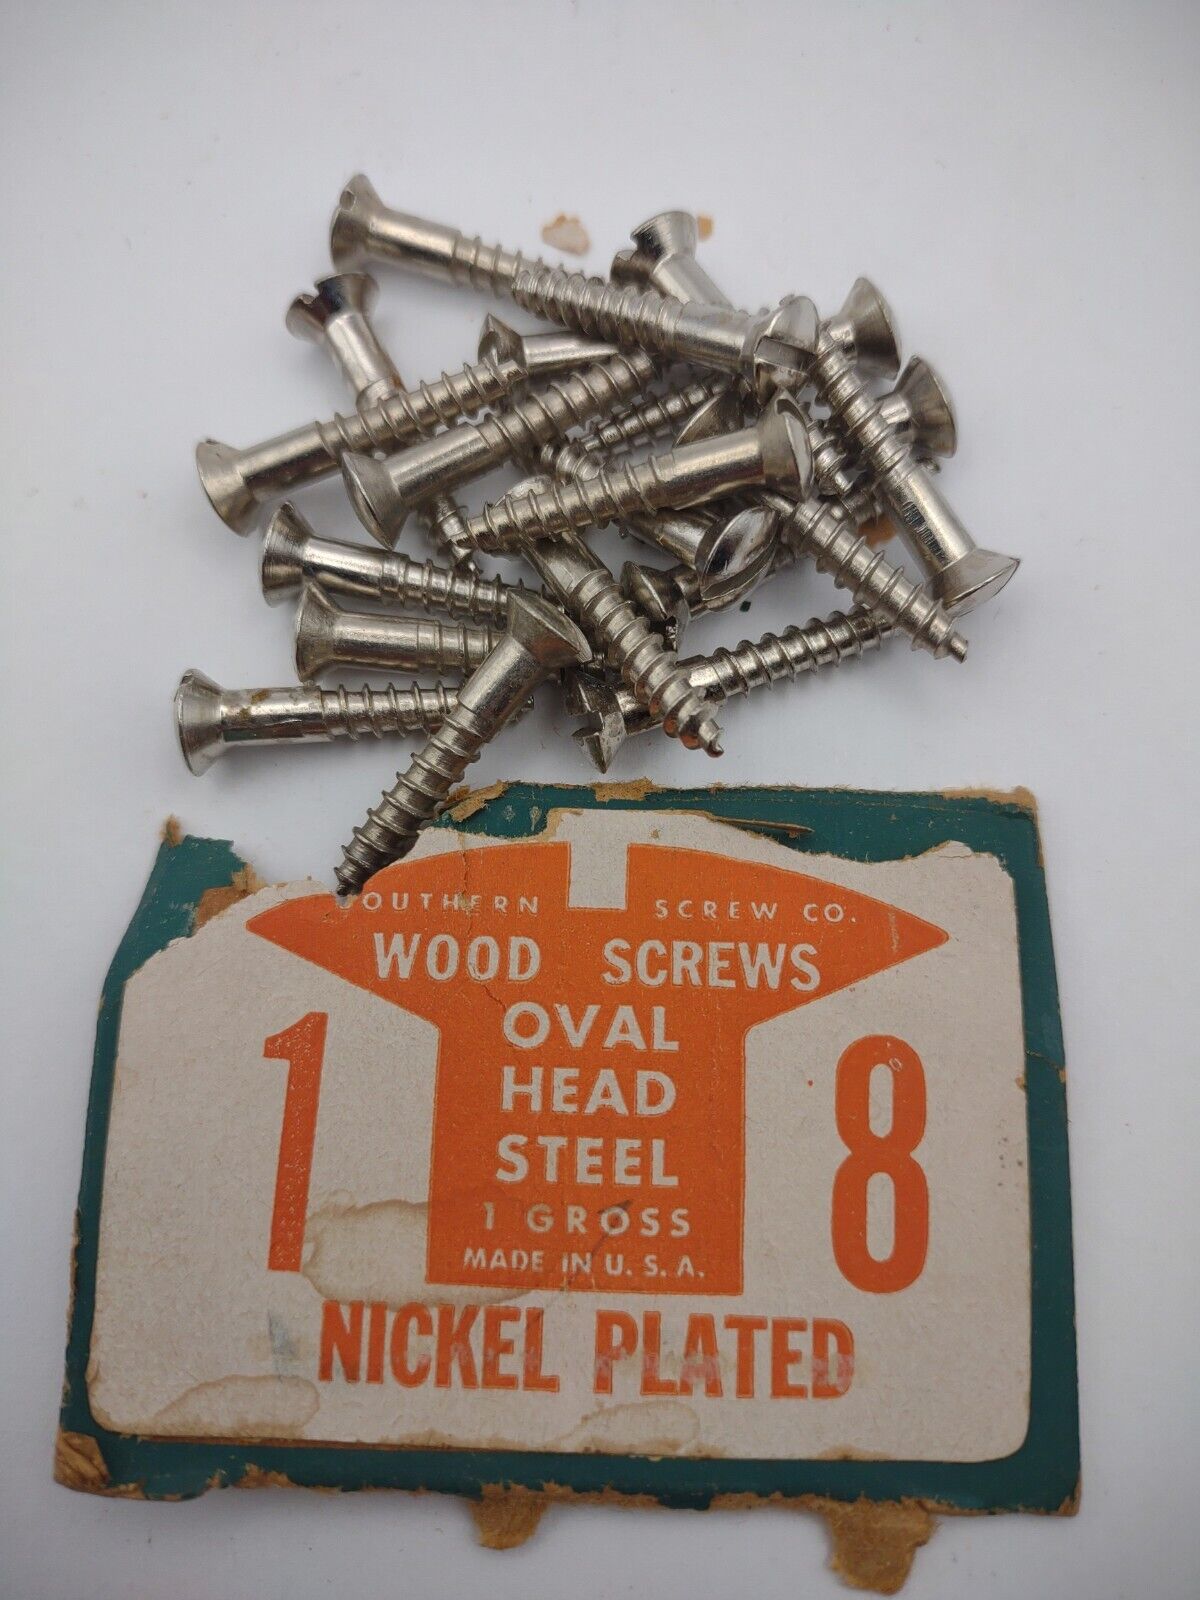 SOUTHERN SCREW CO.
WOOD SCREWS
OVAL
HEAD
STEEL
1 8
1 GROSS
MADE IN U.S.A.
NICKEL PLATED